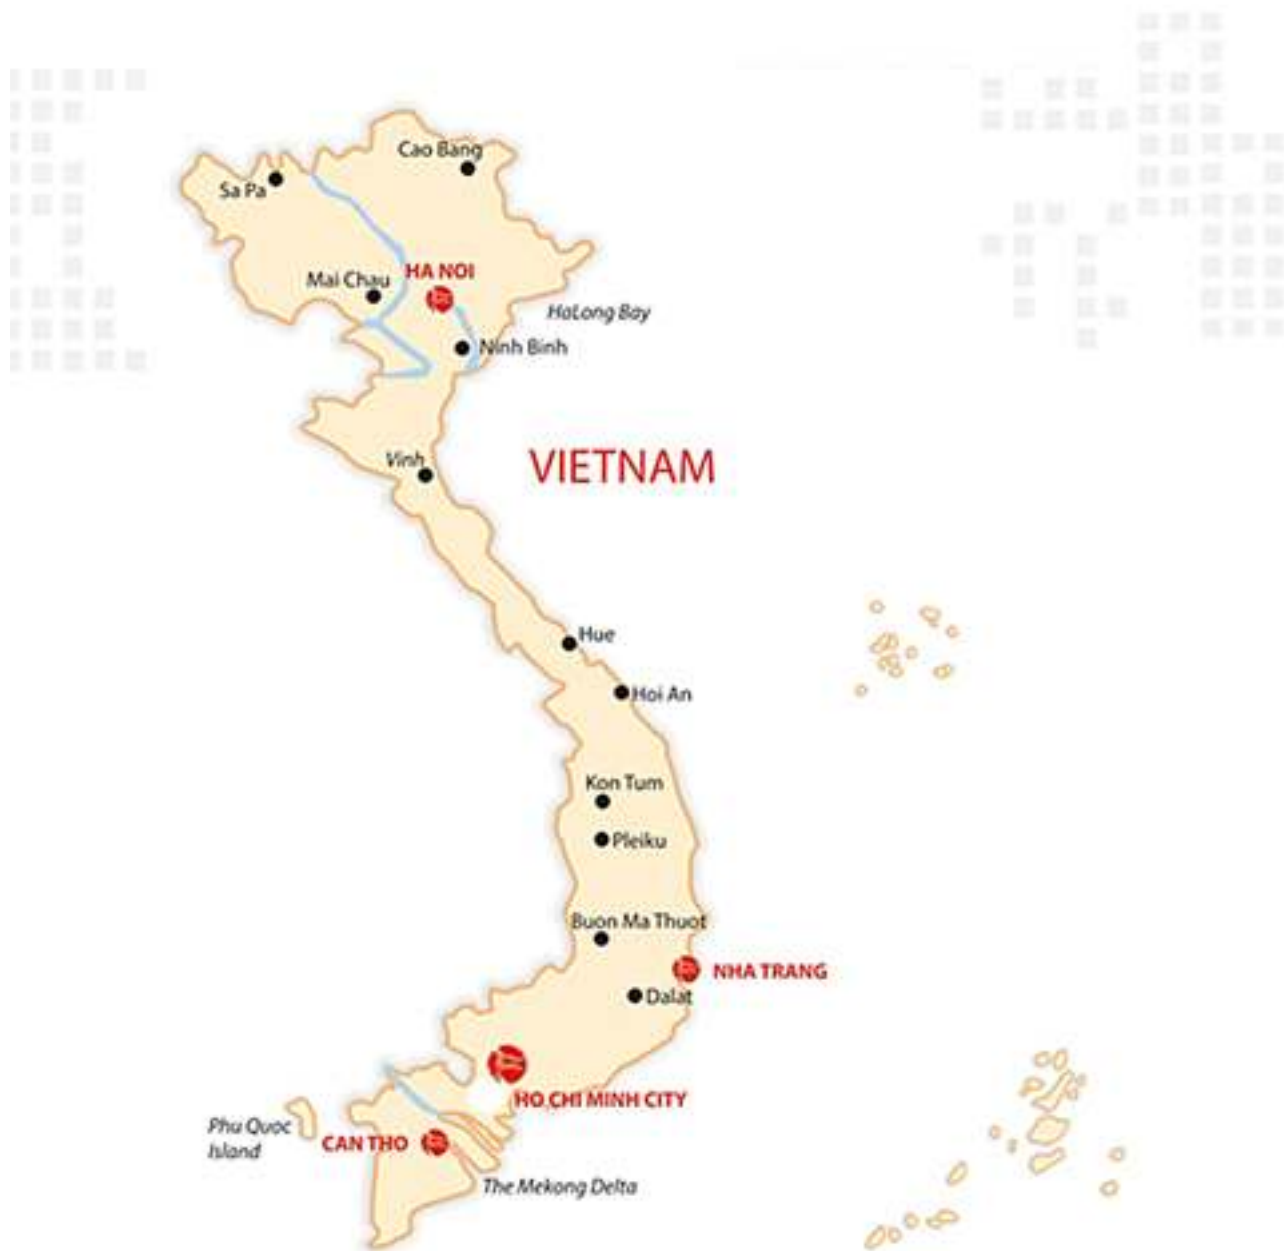 Cao Bang
Sa Pa
HA NOI
Mai Chau
HaLong Bay
Ninh Binh
VIETNAM
Vinh
Hue
Hoi An
Kon Tum
Pleiku
Buon Ma Thuot
NHA TRANG
Dalat
HO CHI MINH CITY
Phu Quoc
Island
CAN THO
The Mekong Delta